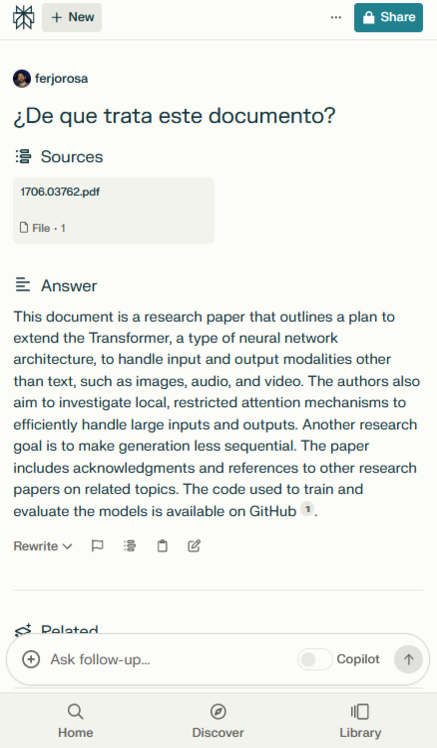 + New
... Share
ferjorosa
¿De que trata este documento?
Sources
1706.03762.pdf
File · 1
Answer
This document is a research paper that outlines a plan to
extend the Transformer, a type of neural network
architecture, to handle input and output modalities other
than text, such as images, audio, and video. The authors also
aim to investigate local, restricted attention mechanisms to
efficiently handle large inputs and outputs. Another research
goal is to make generation less sequential. The paper
includes acknowledgments and references to other research
papers on related topics. The code used to train and
evaluate the models is available on GitHub 1.
Rewrite
Related
Ask follow-up...
Copilot
Home
Discover
Library